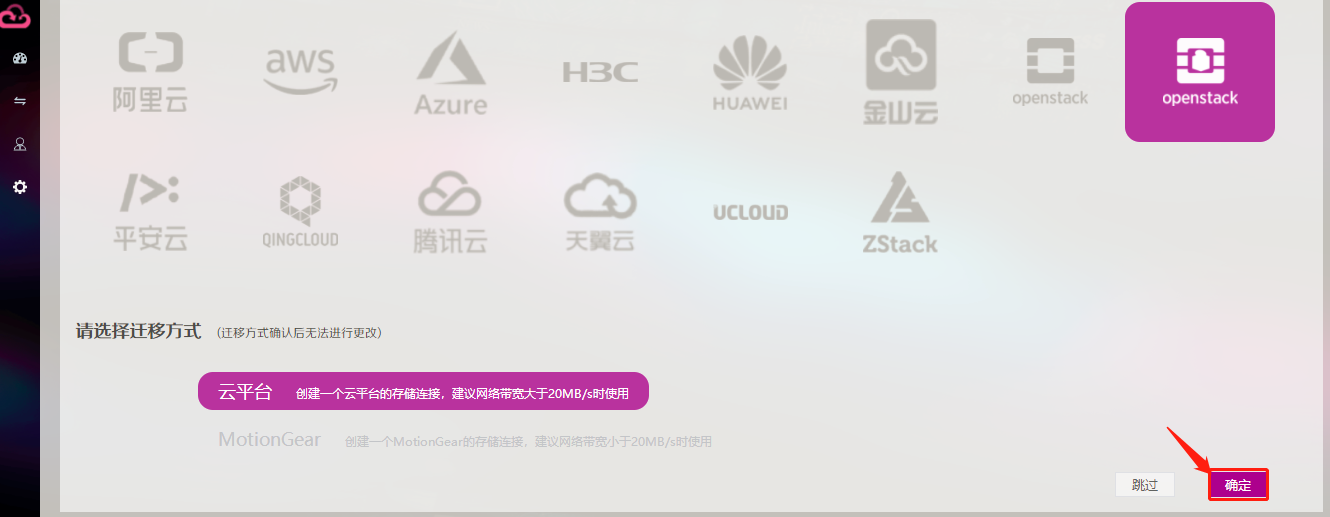 阿里云
aws
Azure
H3C
HUAWEI
金山云
openstack
openstack
平安云
QINGCLOUD
腾讯云
天翼云
UCLOUD
ZStack
请选择迁移方式 （迁移方式确认后无法进行更改）
云平台 创建一个云平台的存储连接，建议网络带宽大于20MB/s时使用
MotionGear 创建一个MotionGear的存储连接，建议网络带宽小于20MB/s时使用
跳过 确定